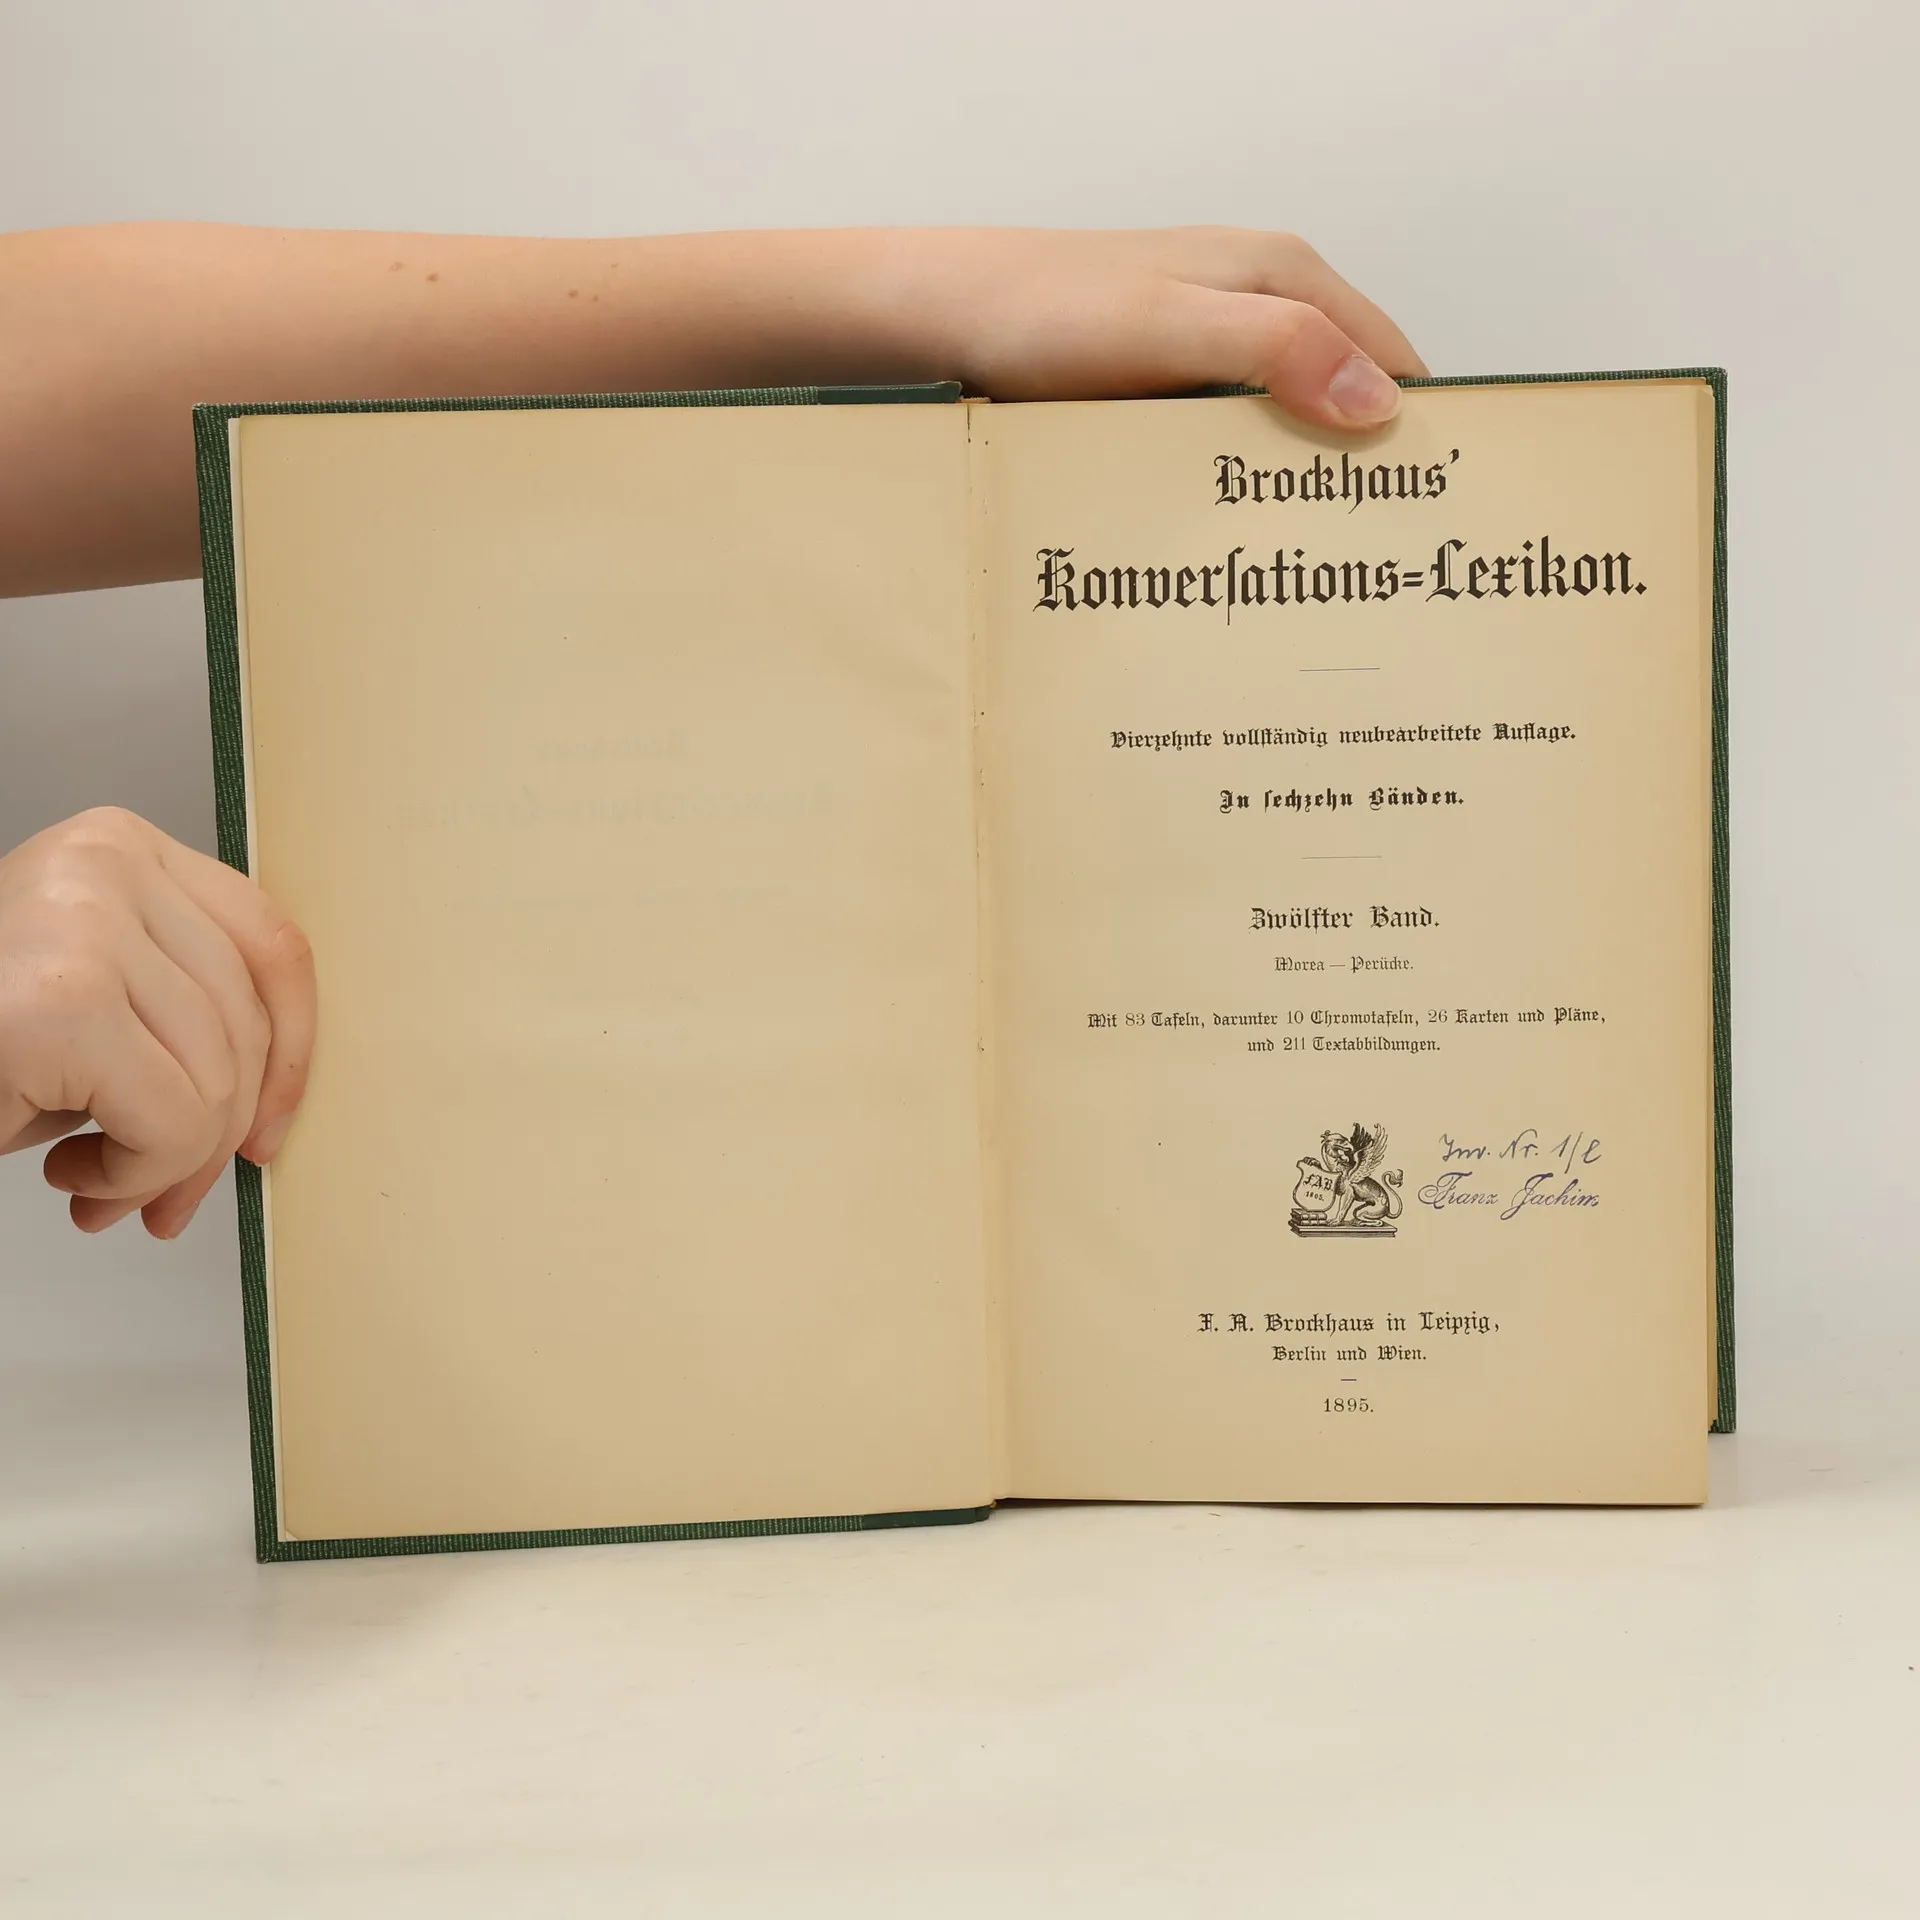 Brockhaus’
Konverſations=Lexikon.
Vierzehnte vollſtändig neubearbeitete Auflage.
In ſechzehn Bänden.
Zwölfter Band.
Morea — Perücke.
Mit 83 Tafeln, darunter 10 Chromotafeln, 26 Karten und Pläne,
und 211 Textabbildungen.
F.A.B.
1805.
Inv. Nr. 1/
Franz Jachim
F. A. Brockhaus in Leipzig,
Berlin und Wien.
1895.